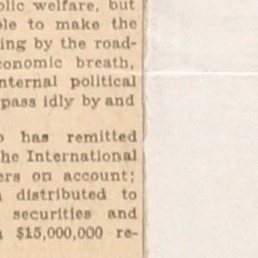 olic welfare, but
ble to make the
ing by the road-
conomic breath,
nternal political
pass idly by and
o has remitted
he International
ers on account;
distributed to
securities and
$15,000,000 re-